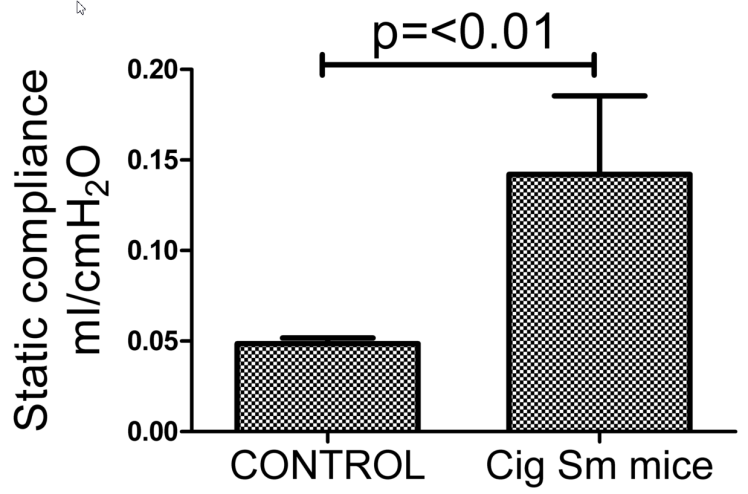 p=<0.01
Static compliance
ml/cmH₂O
0.20
0.15
0.10
0.05
0.00
CONTROL
Cig Sm mice